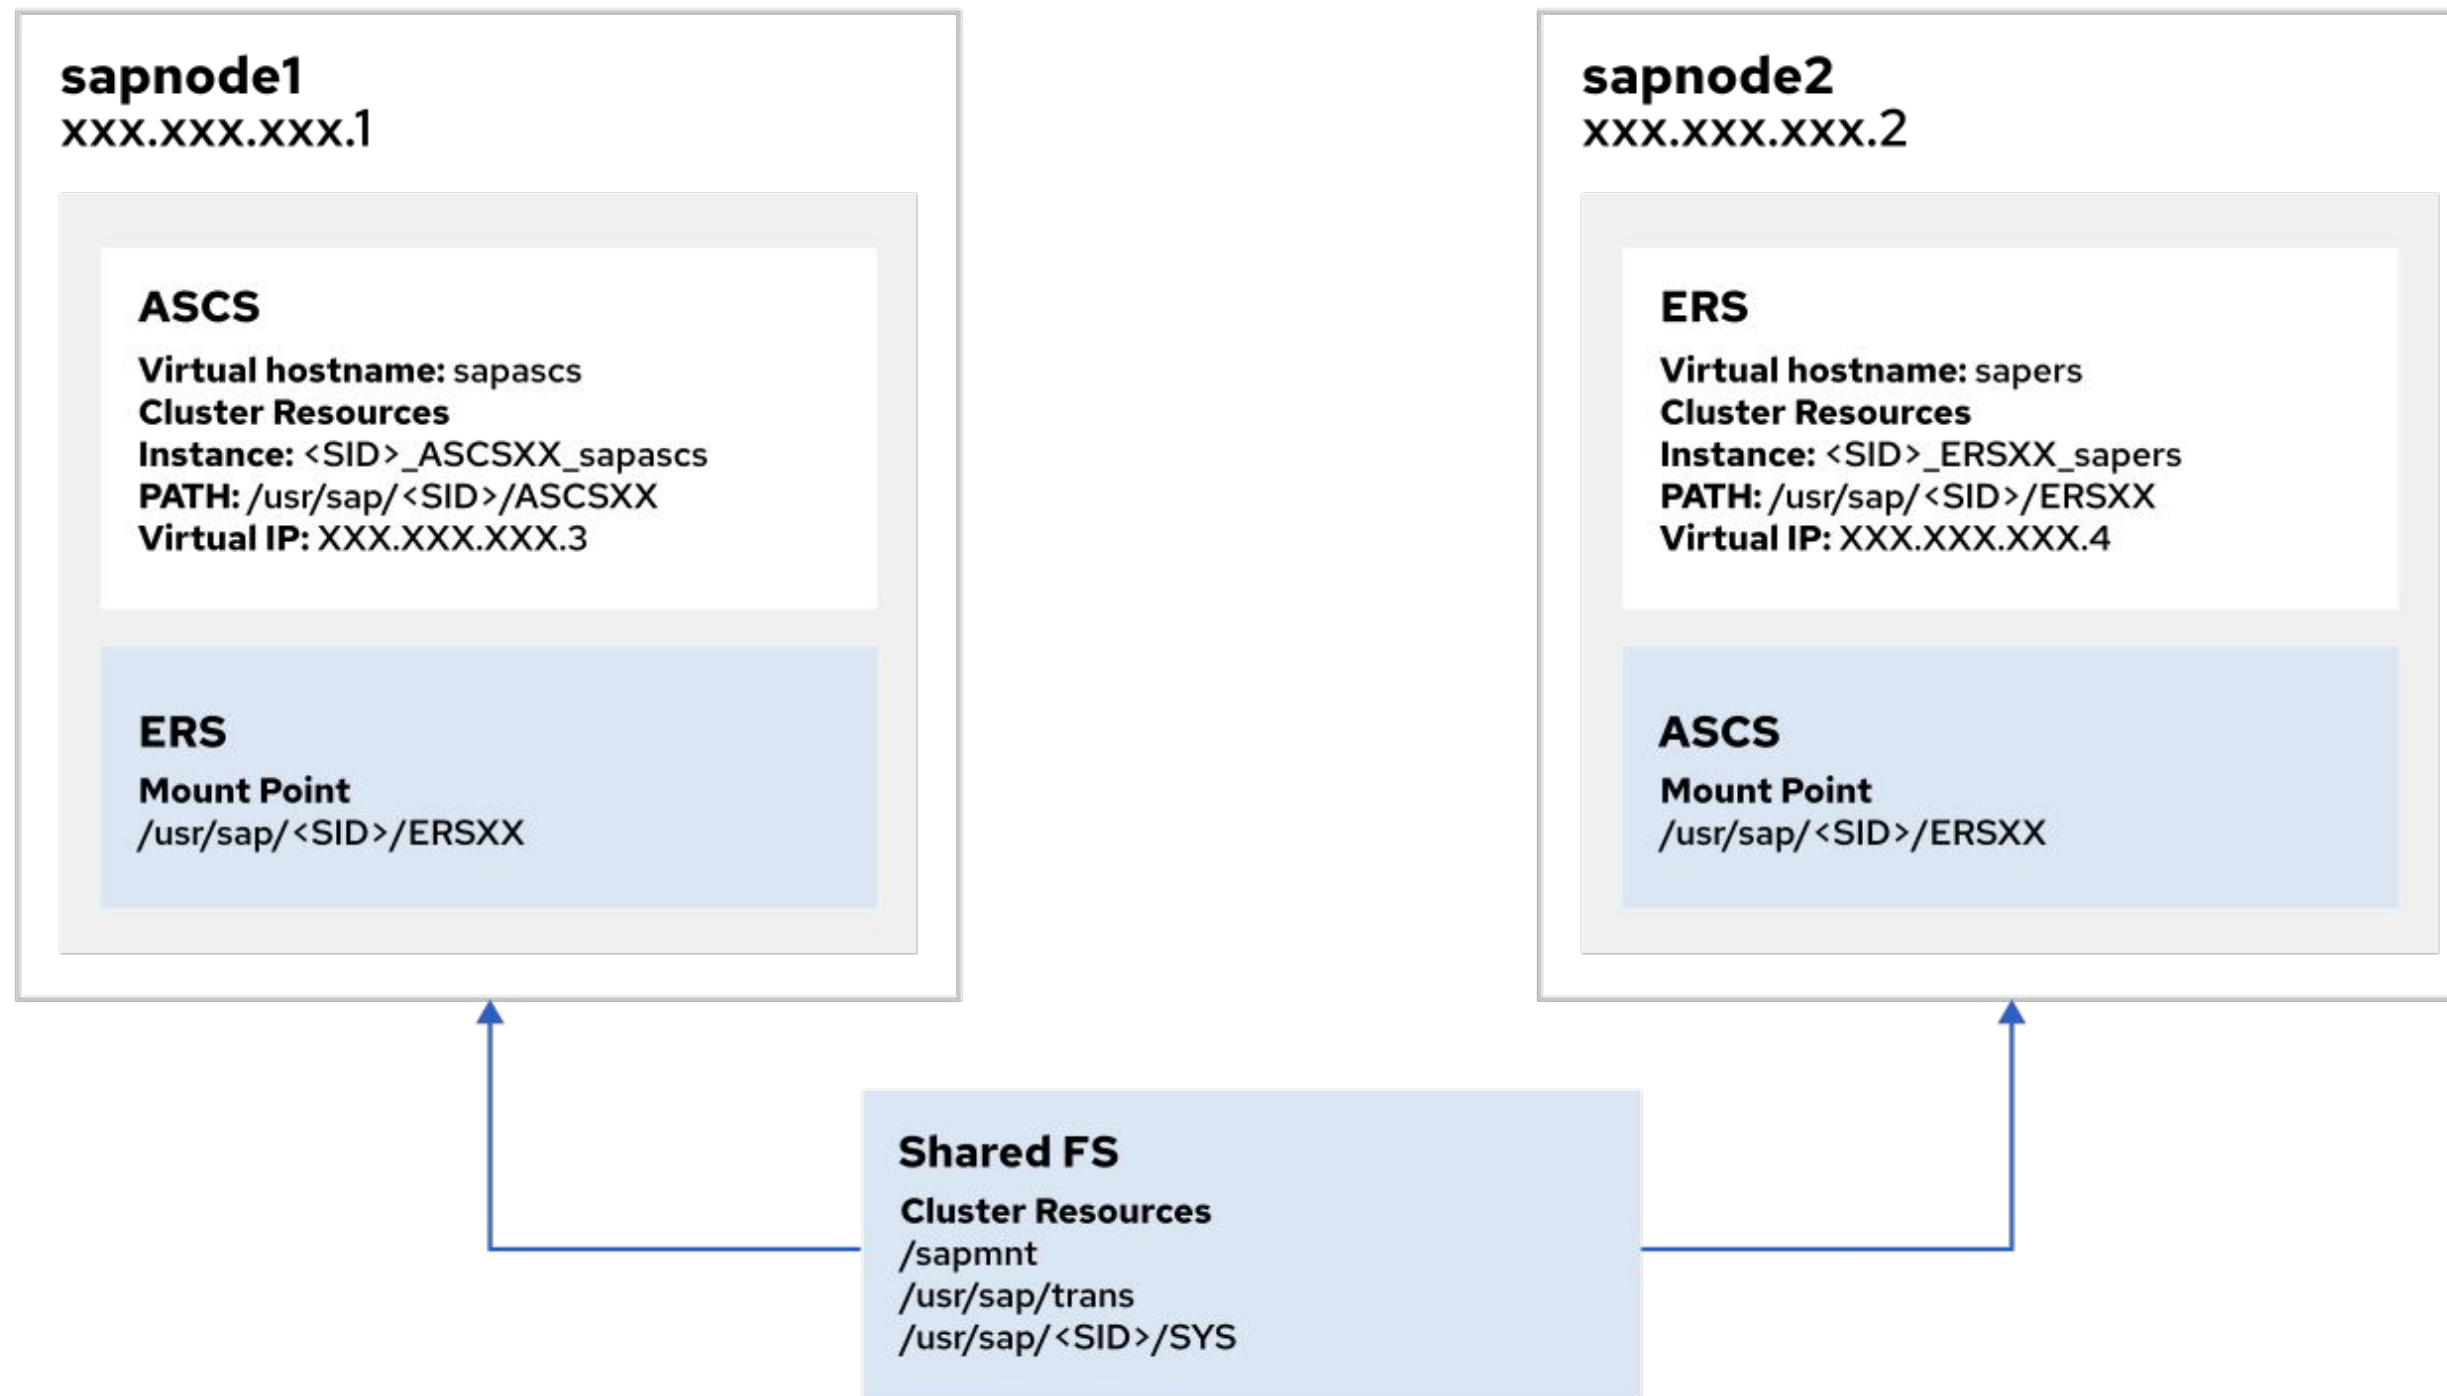 sapnode1
xxx.xxx.xxx.1
ASCS
Virtual hostname: sapascs
Cluster Resources
Instance: <SID>_ASCSXX_sapascs
PATH: /usr/sap/<SID>/ASCSXX
Virtual IP: XXX.XXX.XXX.3
ERS
Mount Point
/usr/sap/<SID>/ERSXX
sapnode2
xxx.xxx.xxx.2
ERS
Virtual hostname: sapers
Cluster Resources
Instance: <SID>_ERSXX_sapers
PATH: /usr/sap/<SID>/ERSXX
Virtual IP: XXX.XXX.XXX.4
ASCS
Mount Point
/usr/sap/<SID>/ERSXX
Shared FS
Cluster Resources
/sapmnt
/usr/sap/trans
/usr/sap/<SID>/SYS